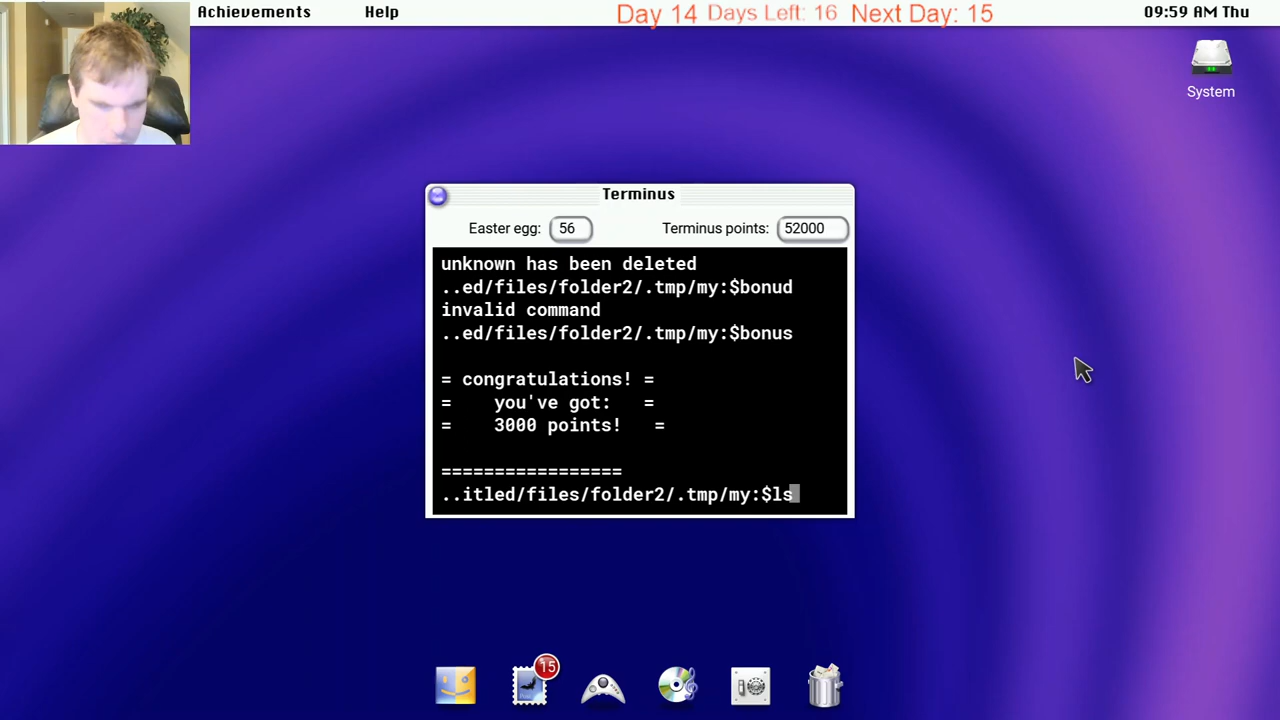 Achievements Help Day 14 Days Left: 16 Next Day: 15 09:59 AM Thu
System
Terminus
Easter egg: 56 Terminus points: 52000
unknown has been deleted
..ed/files/folder2/.tmp/my:$bonud
invalid command
..ed/files/folder2/.tmp/my:$bonus
= congratulations! =
= you've got: =
= 3000 points! =
=================
..itled/files/folder2/.tmp/my:$ls
15